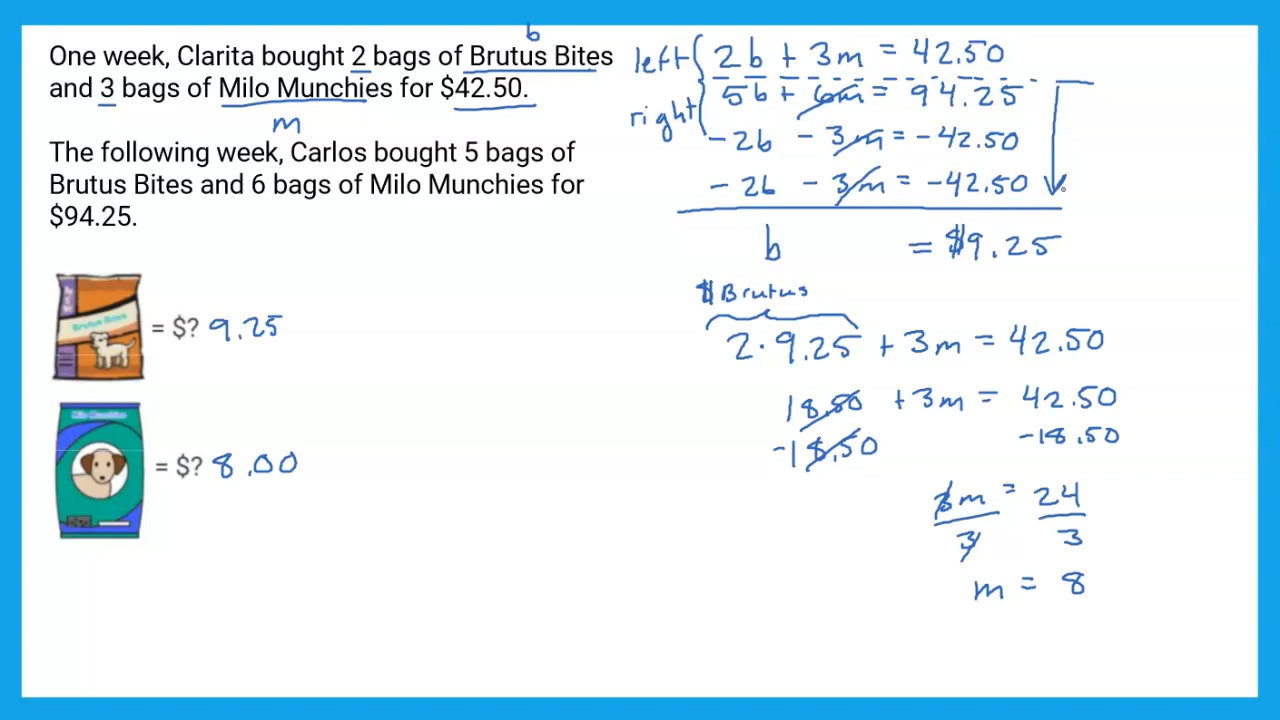 b
One week, Clarita bought 2 bags of Brutus Bites
and 3 bags of Milo Munchies for $42.50.
m
The following week, Carlos bought 5 bags of
Brutus Bites and 6 bags of Milo Munchies for
$94.25.
Brutus Bites
= $? 9.25
Milo Munchies
= $? 8.00
left { 2b + 3m = 42.50
right { 5b + 6m = 94.25
- 2b - 3m = - 42.50
- 2b - 3m = - 42.50
b = $9.25
$ Brutus
2 · 9.25 + 3m = 42.50
18.50 + 3m = 42.50
-18.50 -18.50
3m = 24
3 3
m = 8